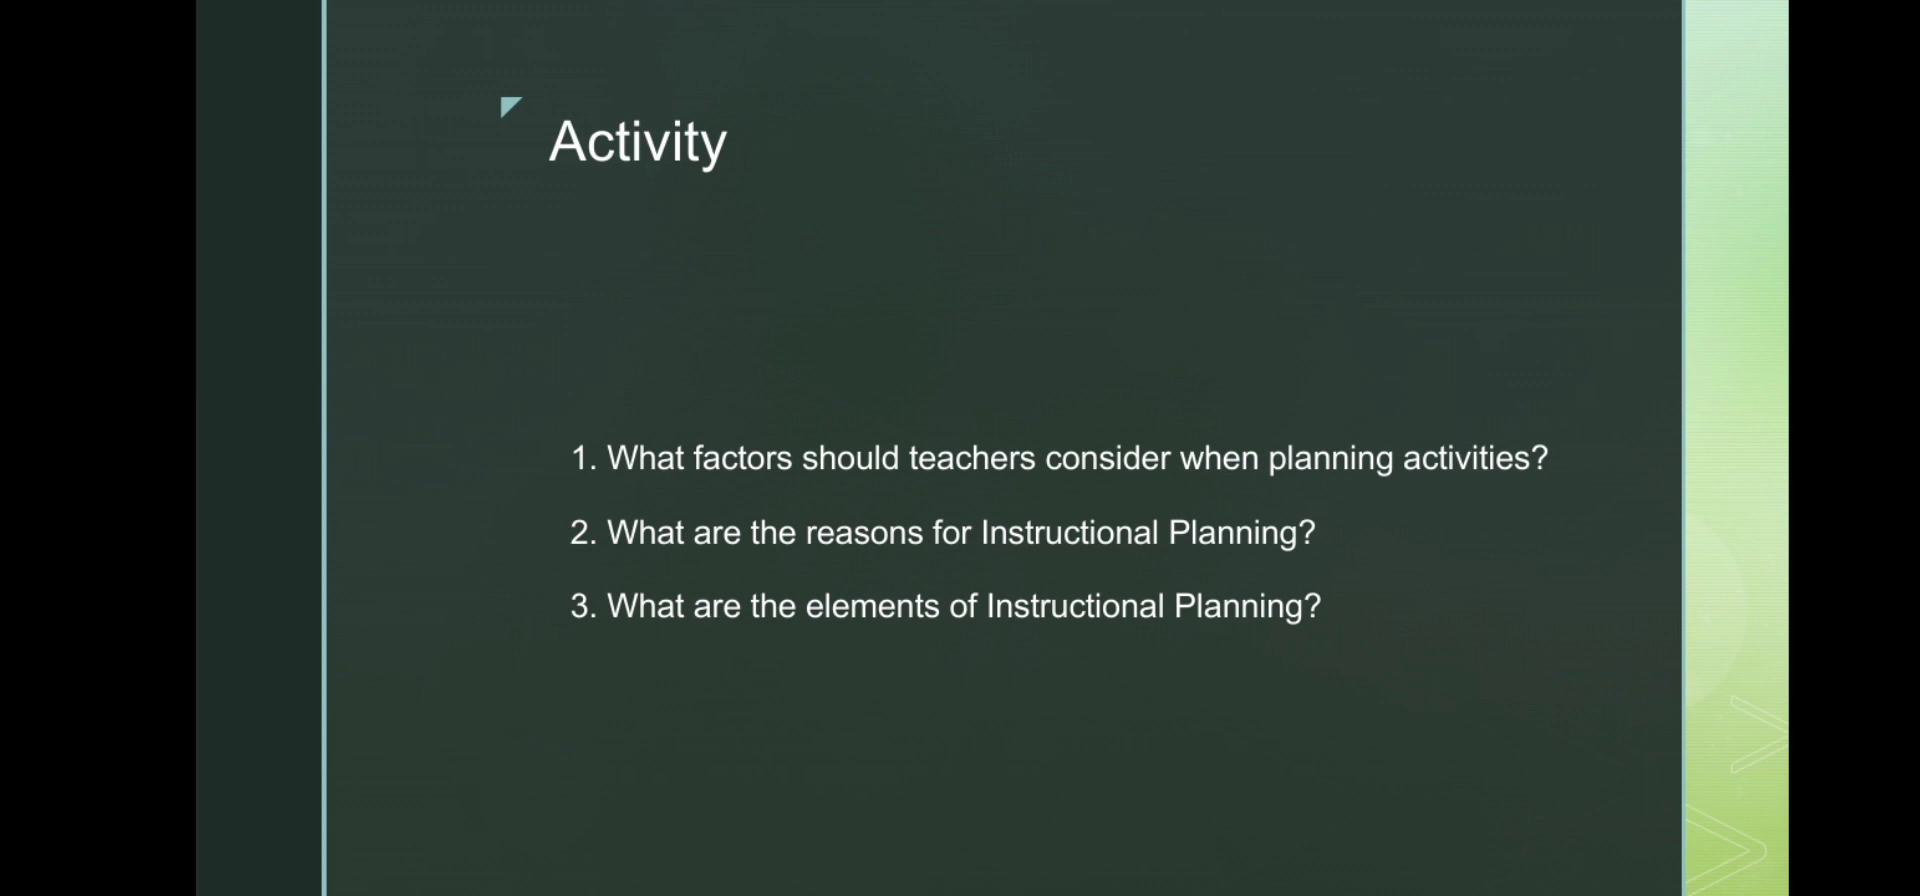 Activity
1. What factors should teachers consider when planning activities?
2. What are the reasons for Instructional Planning?
3. What are the elements of Instructional Planning?